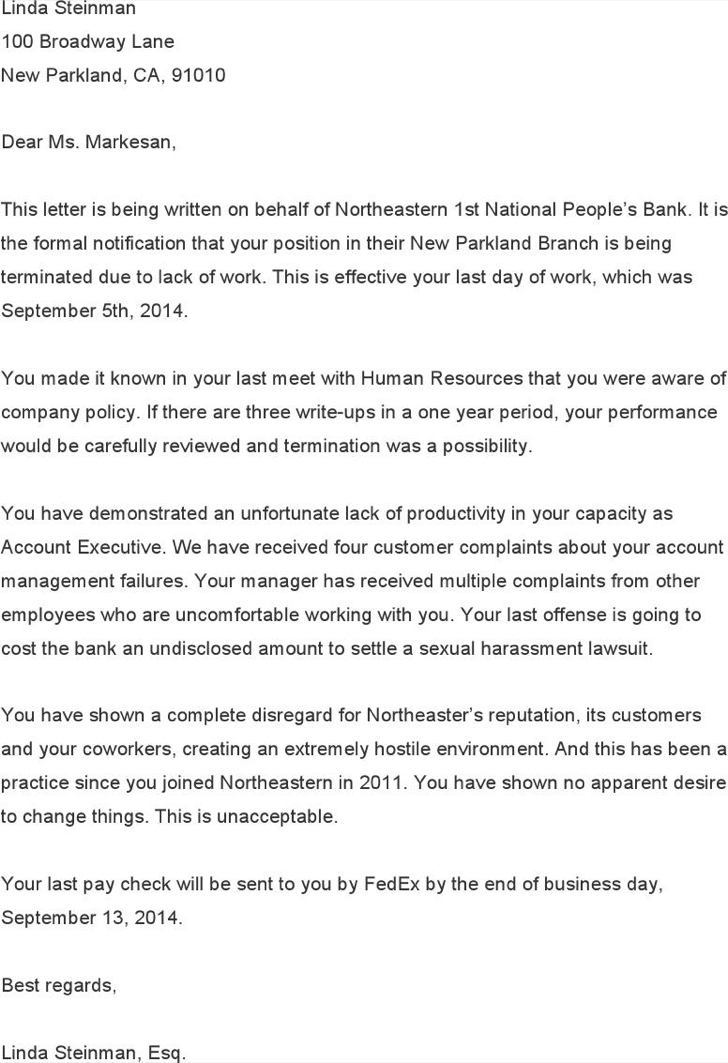 Linda Steinman
100 Broadway Lane
New Parkland, CA, 91010
Dear Ms. Markesan,
This letter is being written on behalf of Northeastern 1st National People's Bank. It is
the formal notification that your position in their New Parkland Branch is being
terminated due to lack of work. This is effective your last day of work, which was
September 5th, 2014.
You made it known in your last meet with Human Resources that you were aware of
company policy. If there are three write-ups in a one year period, your performance
would be carefully reviewed and termination was a possibility.
You have demonstrated an unfortunate lack of productivity in your capacity as
Account Executive. We have received four customer complaints about your account
management failures. Your manager has received multiple complaints from other
employees who are uncomfortable working with you. Your last offense is going to
cost the bank an undisclosed amount to settle a sexual harassment lawsuit.
You have shown a complete disregard for Northeaster's reputation, its customers
and your coworkers, creating an extremely hostile environment. And this has been a
practice since you joined Northeastern in 2011. You have shown no apparent desire
to change things. This is unacceptable.
Your last pay check will be sent to you by FedEx by the end of business day,
September 13, 2014.
Best regards,
Linda Steinman, Esq.